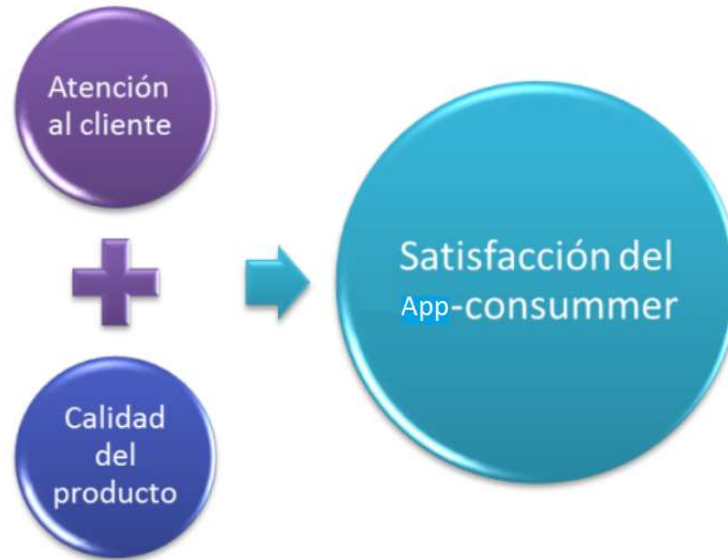 Atención
al cliente
Calidad
del
producto
Satisfacción del
App-consummer